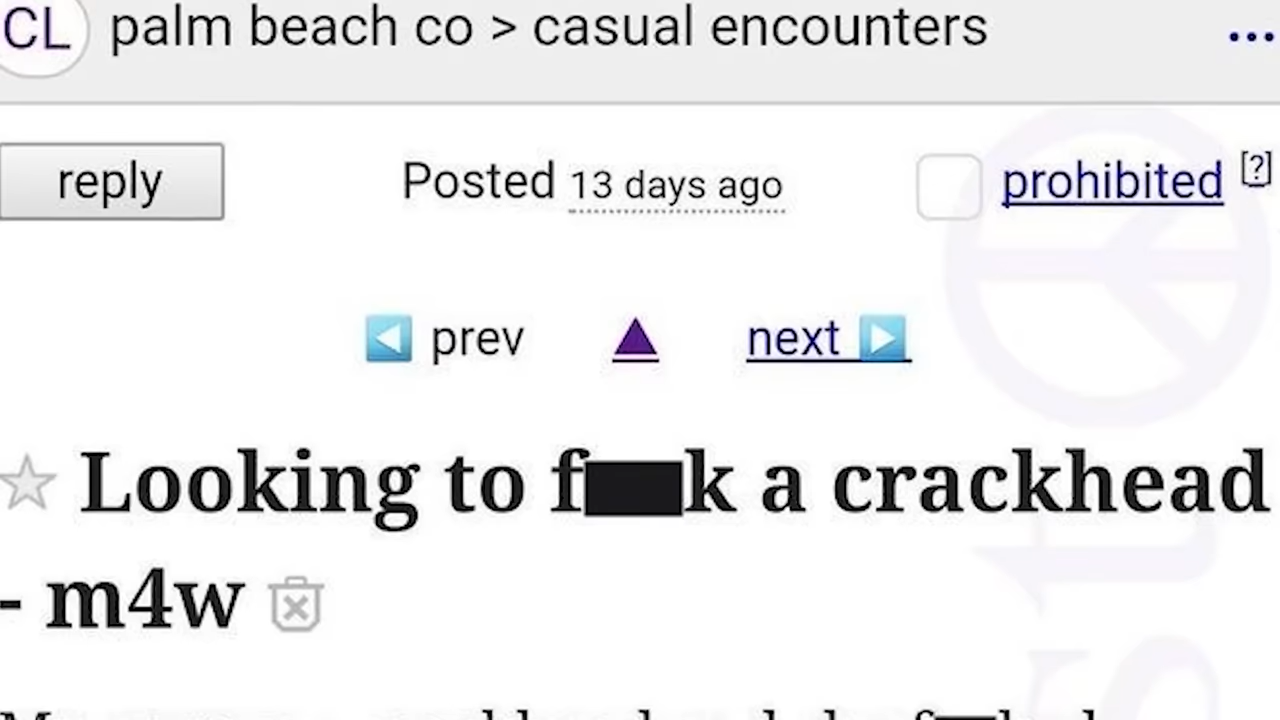 CL palm beach co > casual encounters ...
reply Posted 13 days ago prohibited [?]
prev next
Looking to f k a crackhead
- m4w